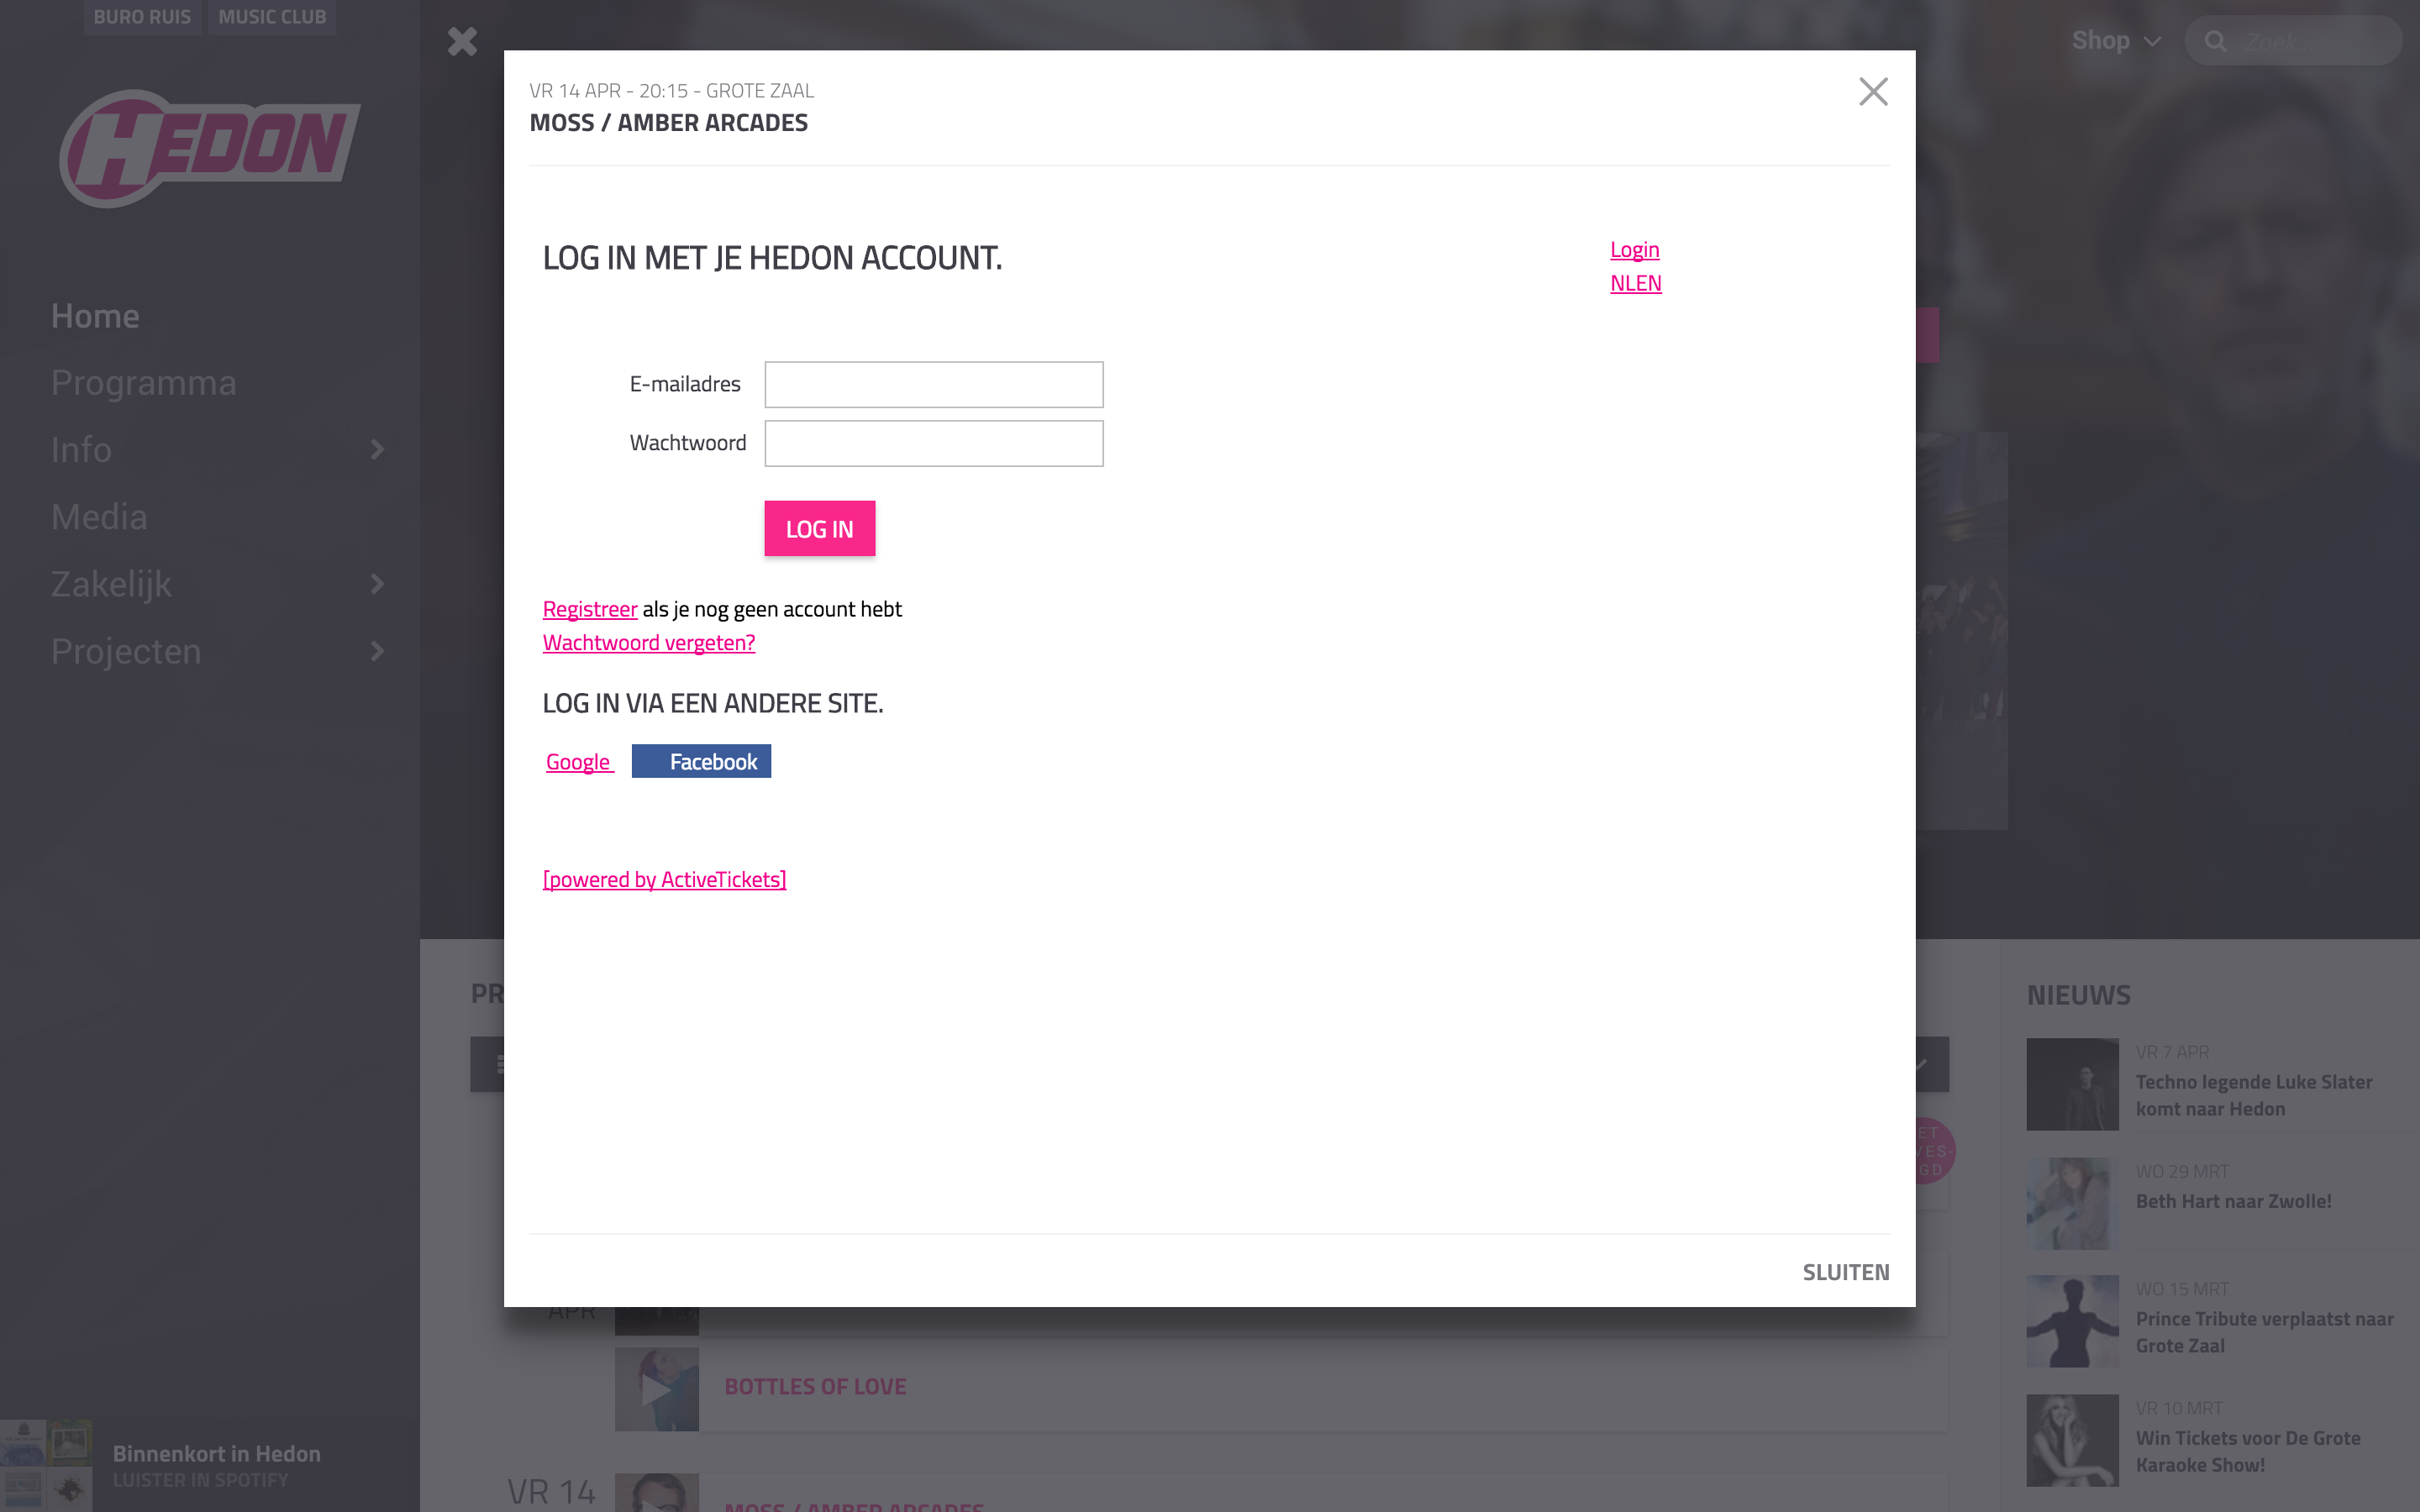 BURO RUIS
MUSIC CLUB
HEDON
Home
Programma
Info
Media
Zakelijk
Projecten
Binnenkort in Hedon
LUISTER IN SPOTIFY
Shop
Zoek...
VR 14 APR - 20:15 - GROTE ZAAL
MOSS / AMBER ARCADES
LOG IN MET JE HEDON ACCOUNT.
Login
NLEN
E-mailadres
Wachtwoord
LOG IN
Registreer als je nog geen account hebt
Wachtwoord vergeten?
LOG IN VIA EEN ANDERE SITE.
Google
Facebook
[powered by ActiveTickets]
SLUITEN
PR
ET
VES-
GD
APR
BOTTLES OF LOVE
VR 14
MOSS / AMBER ARCADES
NIEUWS
VR 7 APR
Techno legende Luke Slater
komt naar Hedon
WO 29 MRT
Beth Hart naar Zwolle!
WO 15 MRT
Prince Tribute verplaatst naar
Grote Zaal
VR 10 MRT
Win Tickets voor De Grote
Karaoke Show!